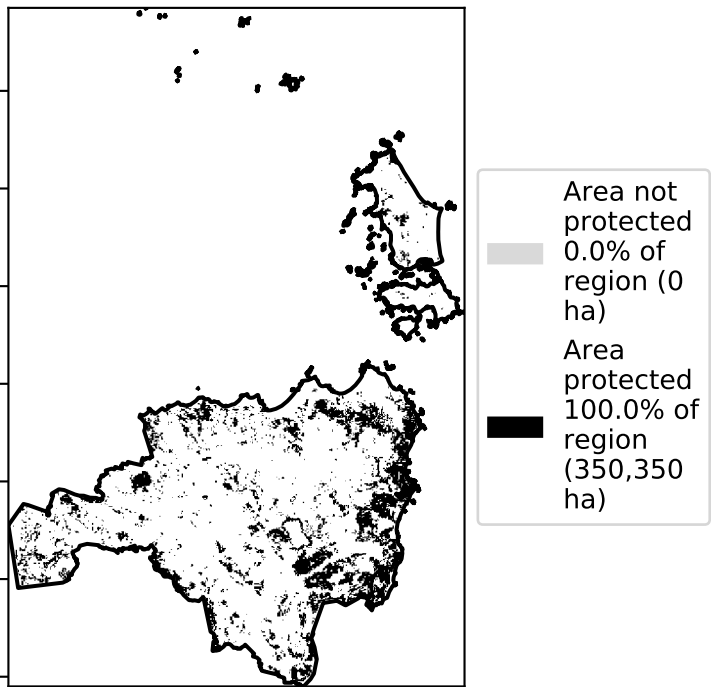 Area not
protected
0.0% of
region (0
ha)
Area
protected
100.0% of
region
(350,350
ha)